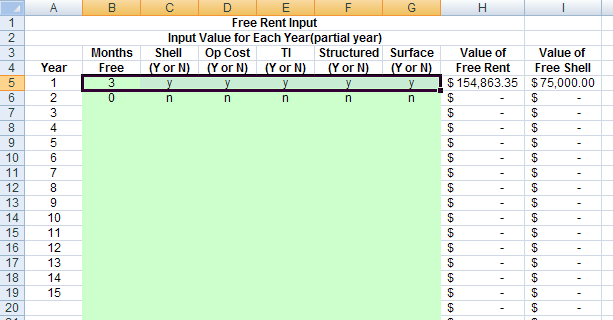 A B C D E F G H I
1 Free Rent Input
2 Input Value for Each Year(partial year)
3 Months Shell Op Cost TI Structured Surface Value of Value of
4 Year Free (Y or N) (Y or N) (Y or N) (Y or N) (Y or N) Free Rent Free Shell
5 1 3 y y y y y $ 154,863.35 $ 75,000.00
6 2 0 n n n n n $ - $ -
7 3 $ - $ -
8 4 $ - $ -
9 5 $ - $ -
10 6 $ - $ -
11 7 $ - $ -
12 8 $ - $ -
13 9 $ - $ -
14 10 $ - $ -
15 11 $ - $ -
16 12 $ - $ -
17 13 $ - $ -
18 14 $ - $ -
19 15 $ - $ -
20 $ - $ -